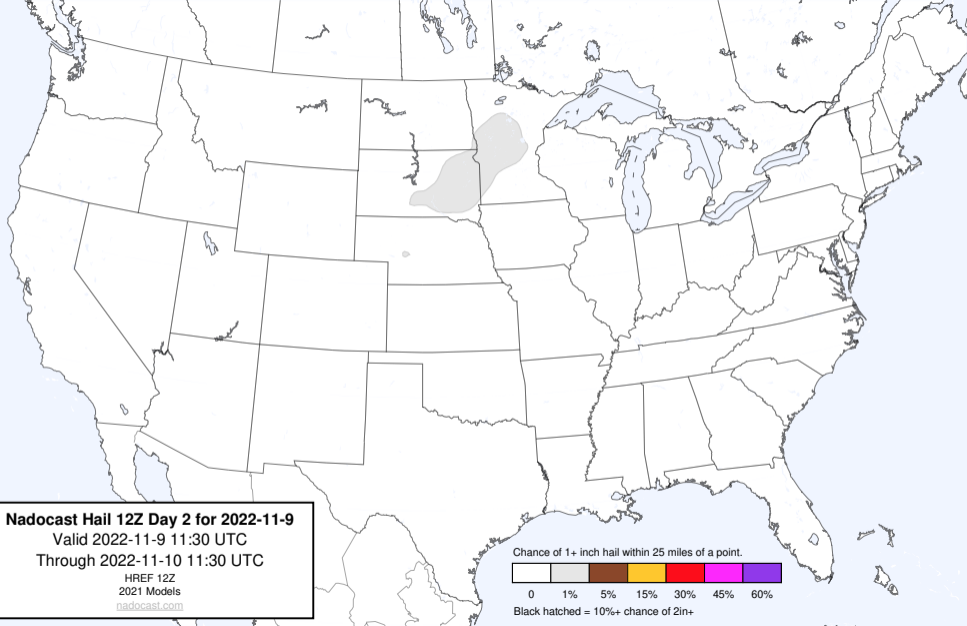 Nadocast Hail 12Z Day 2 for 2022-11-9
Valid 2022-11-9 11:30 UTC
Through 2022-11-10 11:30 UTC
HREF 12Z
2021 Models
nadocast.com
Chance of 1+ inch hail within 25 miles of a point.
0 1% 5% 15% 30% 45% 60%
Black hatched = 10%+ chance of 2in+